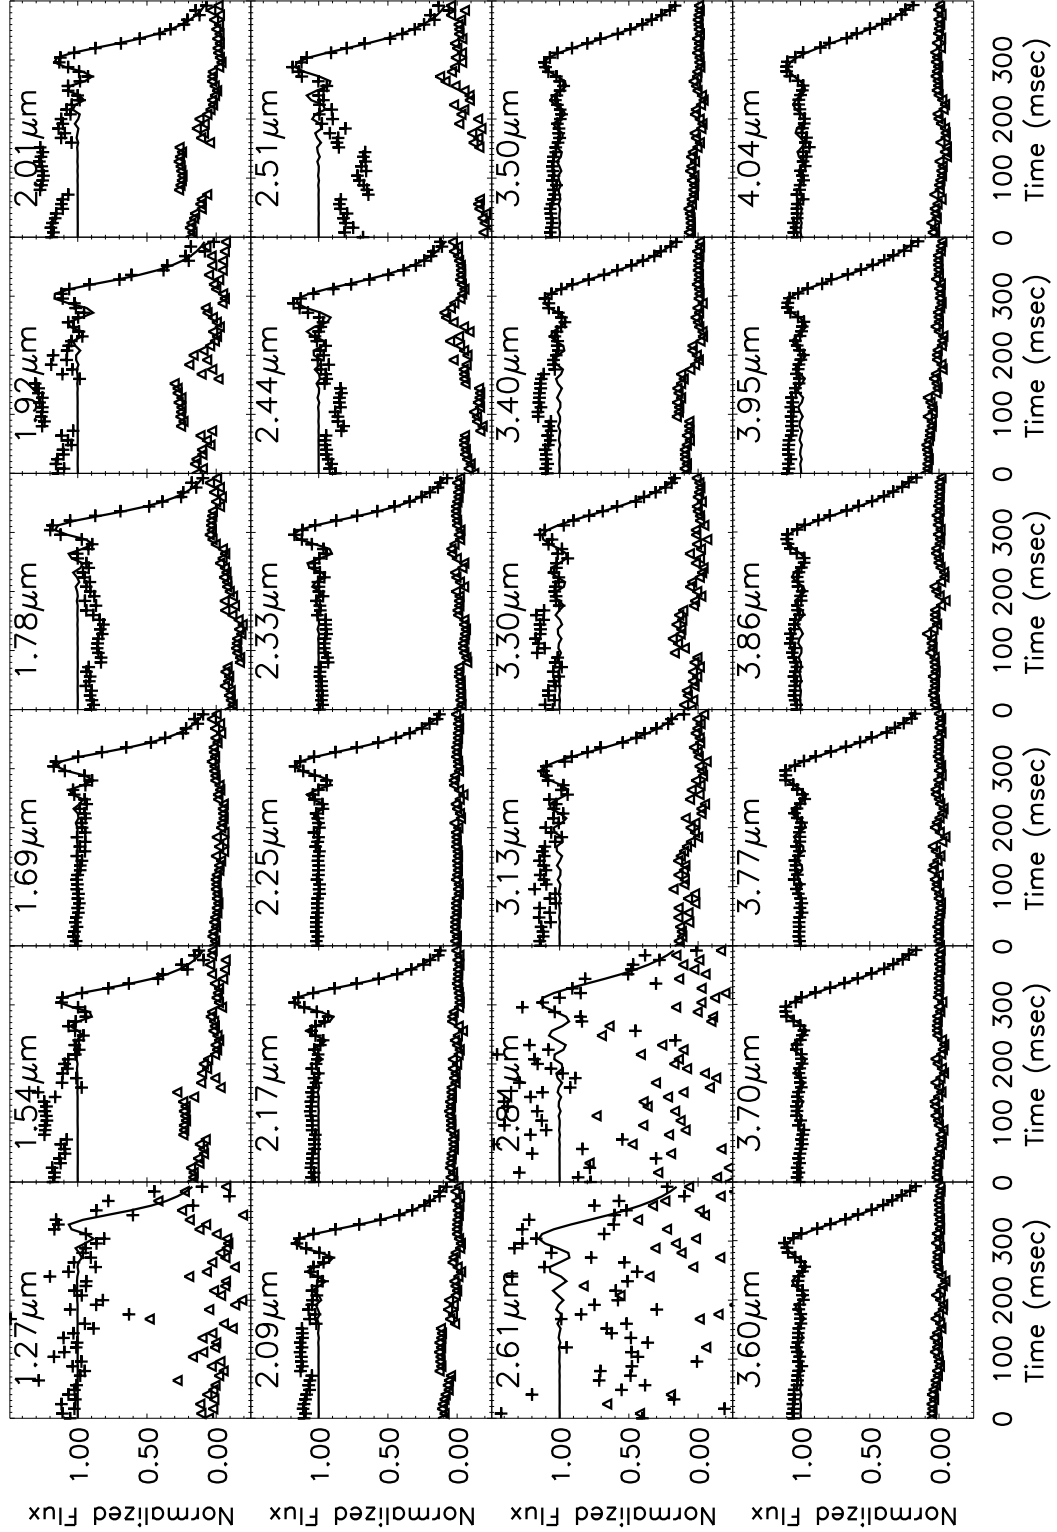 1.27μm 1.54μm 1.69μm 1.78μm 1.92μm 2.01μm
Normalized Flux
1.00
0.50
0.00
2.09μm 2.17μm 2.25μm 2.33μm 2.44μm 2.51μm
Normalized Flux
1.00
0.50
0.00
2.61μm 2.84μm 3.13μm 3.30μm 3.40μm 3.50μm
Normalized Flux
1.00
0.50
0.00
3.60μm 3.70μm 3.77μm 3.86μm 3.95μm 4.04μm
Normalized Flux
1.00
0.50
0.00
0 100 200 300 0 100 200 300 0 100 200 300 0 100 200 300 0 100 200 300 0 100 200 300
Time (msec) Time (msec) Time (msec) Time (msec) Time (msec) Time (msec)